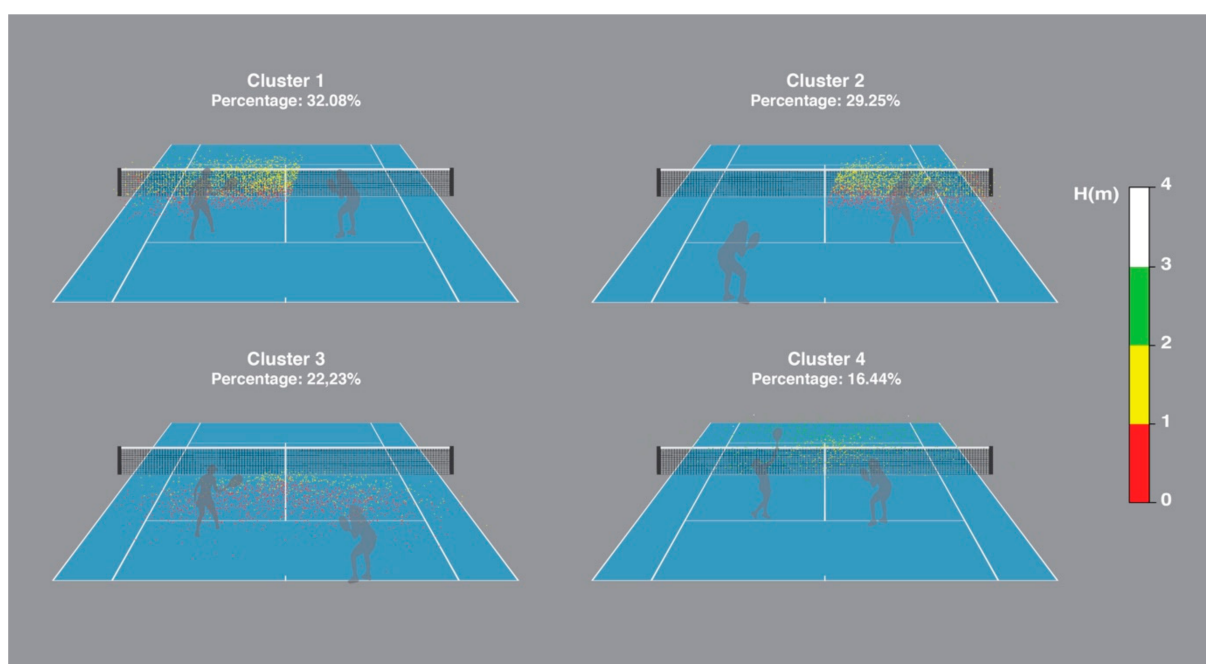 Cluster 1
Percentage: 32.08%
Cluster 2
Percentage: 29.25%
H(m)
4
3
2
1
0
Cluster 3
Percentage: 22,23%
Cluster 4
Percentage: 16.44%